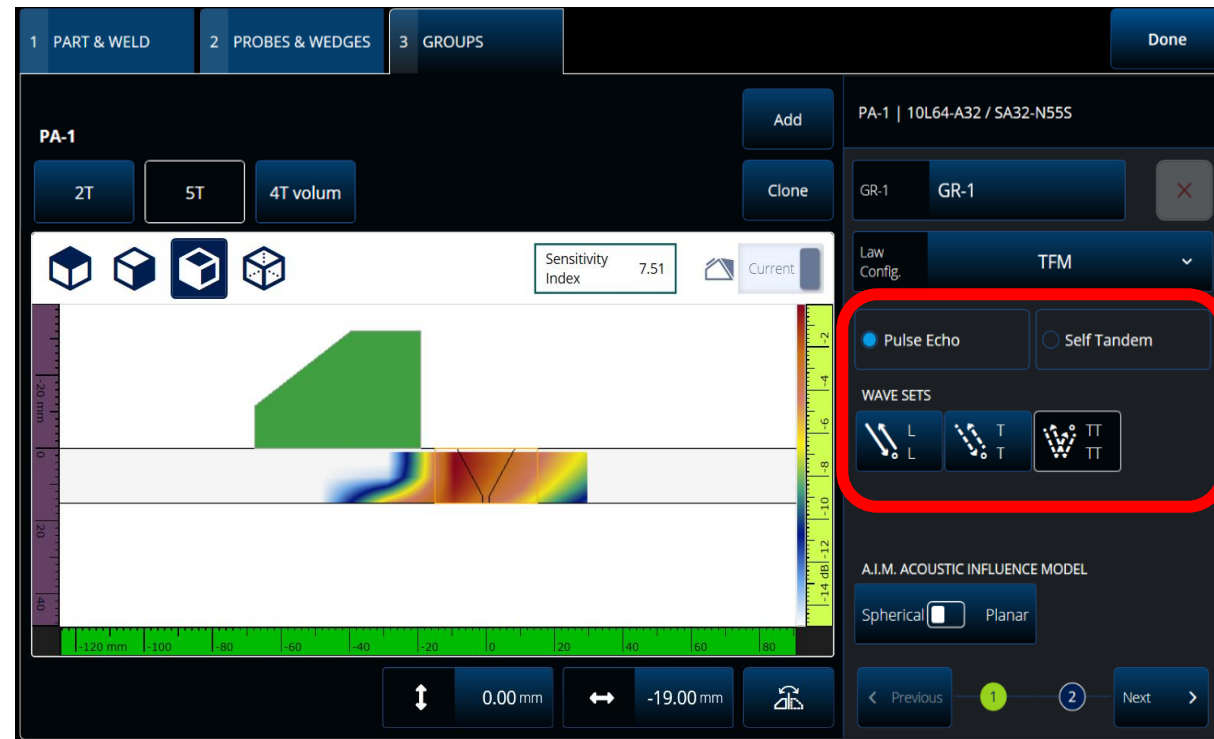 1 PART & WELD
2 PROBES & WEDGES
3 GROUPS
Done
PA-1
Add
2T
5T
4T volum
Clone
Sensitivity
Index
7.51
Current
-20 mm
0
20
40
-2
-4
-6
-8
-10
-12
-14 dB
-120 mm
-100
-80
-60
-40
-20
0
20
40
60
80
0.00 mm
-19.00 mm
PA-1 | 10L64-A32 / SA32-N55S
GR-1
GR-1
Law
Config.
TFM
Pulse Echo
Self Tandem
WAVE SETS
L
L
T
T
TT
TT
A.I.M. ACOUSTIC INFLUENCE MODEL
Spherical
Planar
Previous
1
2
Next